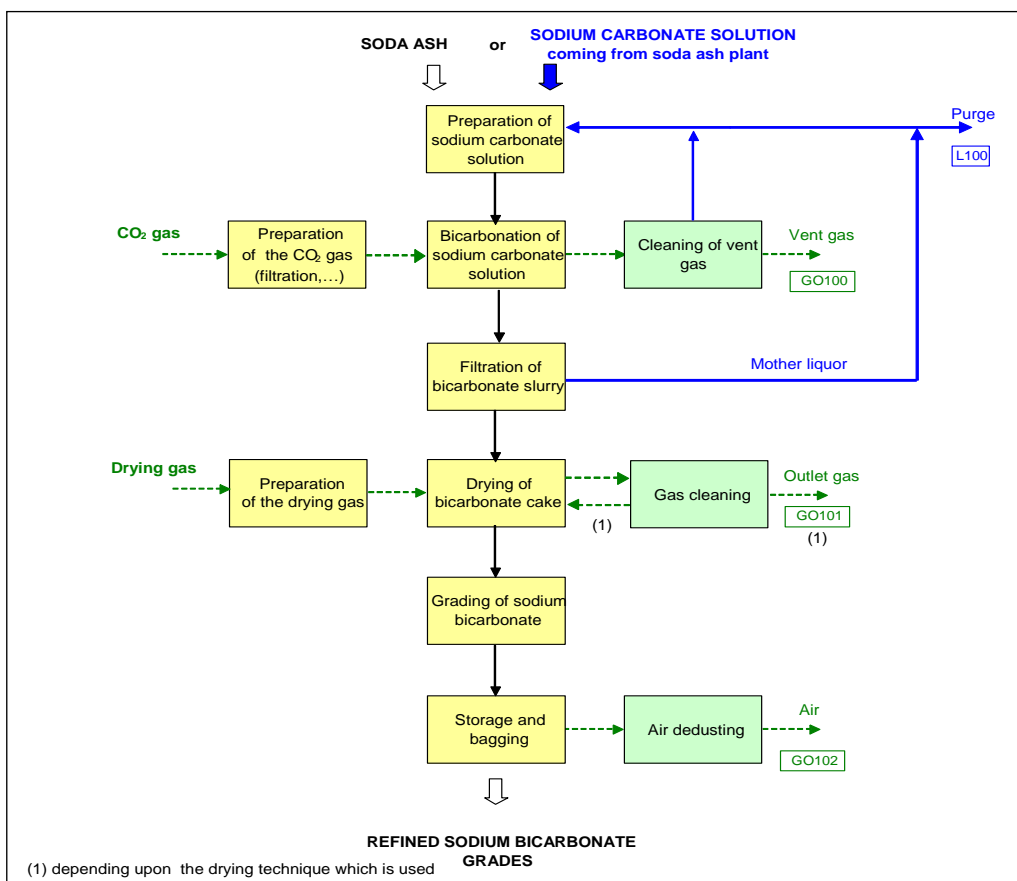 SODA ASH or SODIUM CARBONATE SOLUTION
coming from soda ash plant
Preparation of
sodium carbonate
solution
Purge
L100
CO₂ gas
Preparation
of the CO₂ gas
(filtration,…)
Bicarbonation of
sodium carbonate
solution
Cleaning of vent
gas
Vent gas
GO100
Filtration of
bicarbonate slurry
Mother liquor
Drying gas
Preparation
of the drying gas
Drying of
bicarbonate cake
(1)
Gas cleaning
Outlet gas
GO101
(1)
Grading of sodium
bicarbonate
Storage and
bagging
Air dedusting
Air
GO102
REFINED SODIUM BICARBONATE
GRADES
(1) depending upon the drying technique which is used